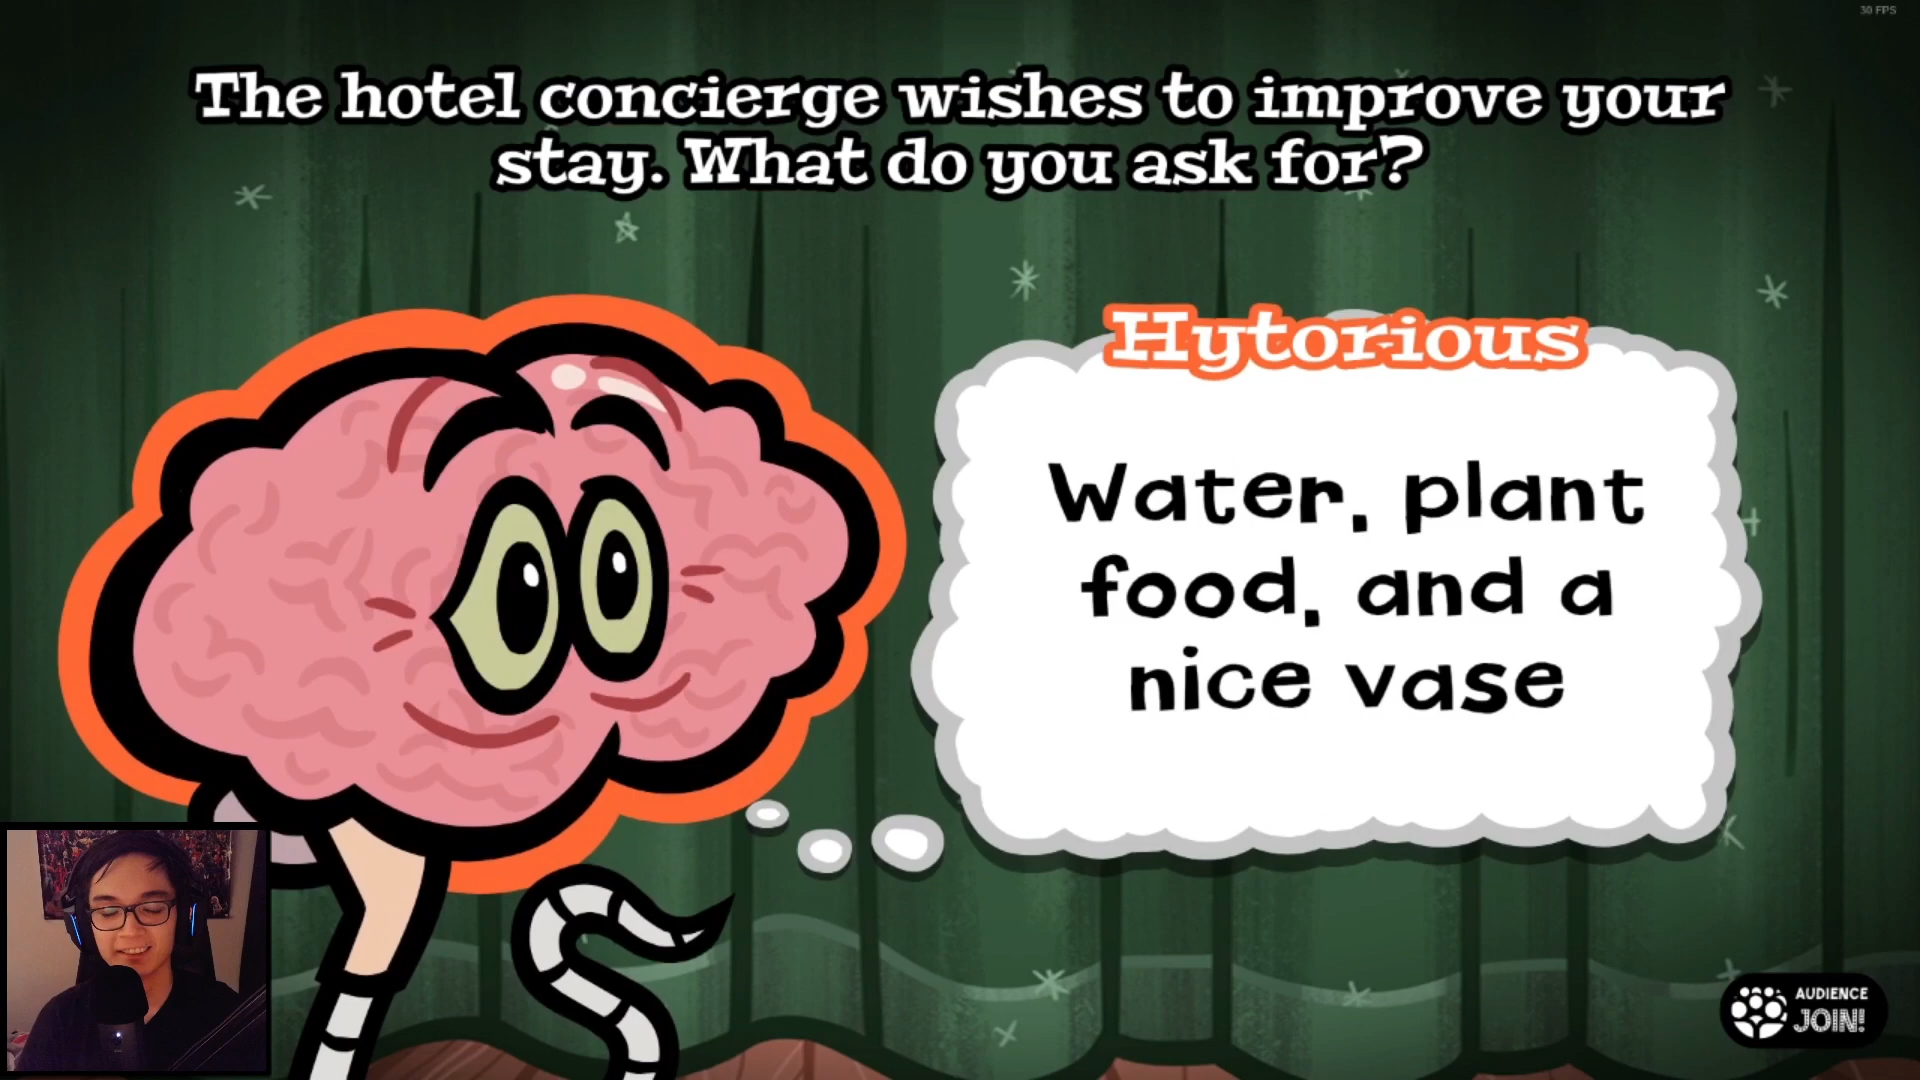 30 FPS
The hotel concierge wishes to improve your
stay. What do you ask for?
Hytorious
Water, plant
food, and a
nice vase
AUDIENCE
JOIN!